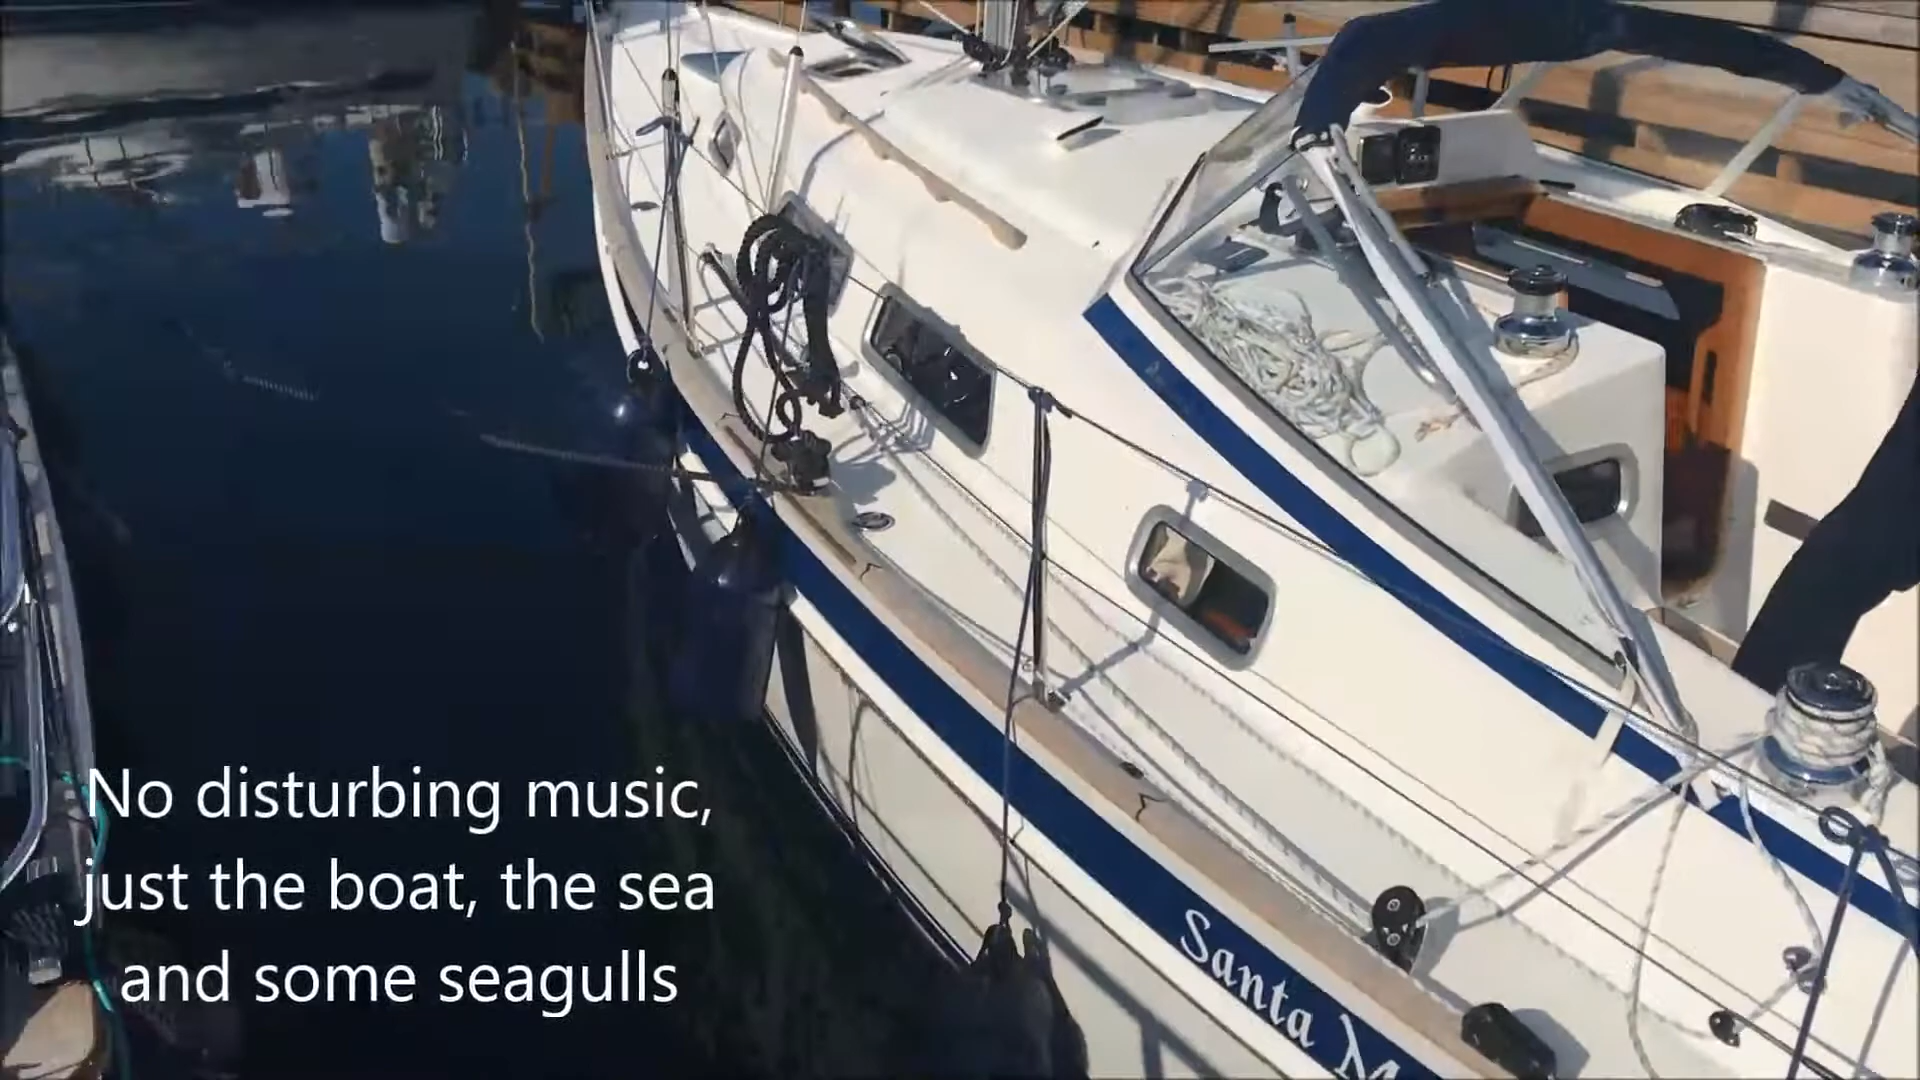 No disturbing music,
just the boat, the sea
and some seagulls
Santa M